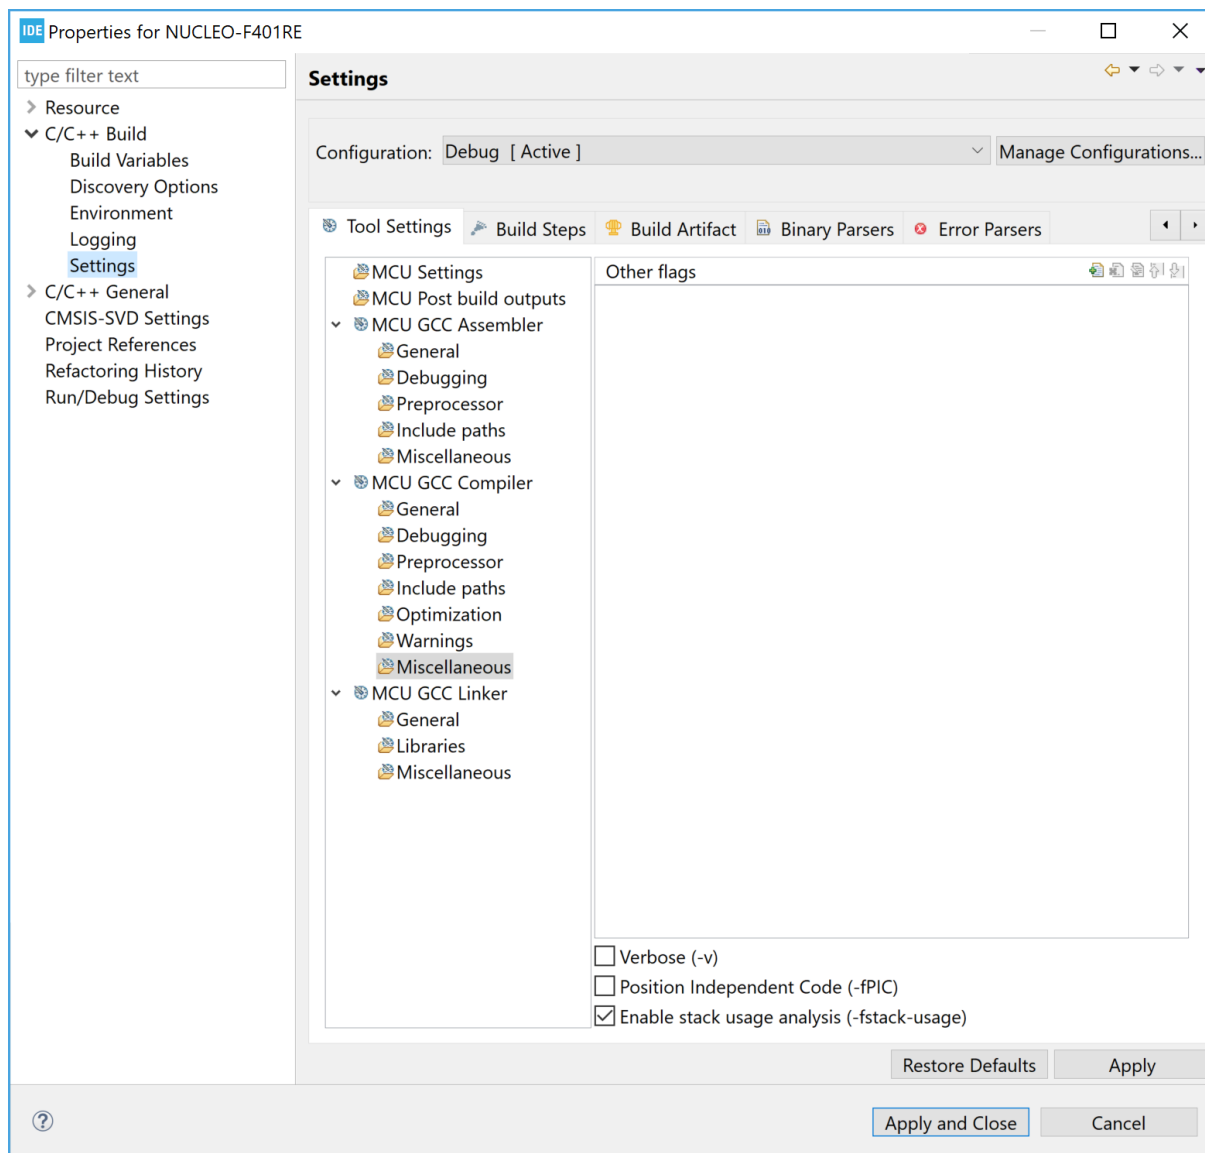 IDE Properties for NUCLEO-F401RE
type filter text
Settings
Resource
C/C++ Build
Build Variables
Discovery Options
Environment
Logging
Settings
C/C++ General
CMSIS-SVD Settings
Project References
Refactoring History
Run/Debug Settings
Configuration: Debug [ Active ]
Manage Configurations...
Tool Settings
Build Steps
Build Artifact
Binary Parsers
Error Parsers
MCU Settings
MCU Post build outputs
MCU GCC Assembler
General
Debugging
Preprocessor
Include paths
Miscellaneous
MCU GCC Compiler
General
Debugging
Preprocessor
Include paths
Optimization
Warnings
Miscellaneous
MCU GCC Linker
General
Libraries
Miscellaneous
Other flags
Verbose (-v)
Position Independent Code (-fPIC)
Enable stack usage analysis (-fstack-usage)
Restore Defaults
Apply
Apply and Close
Cancel